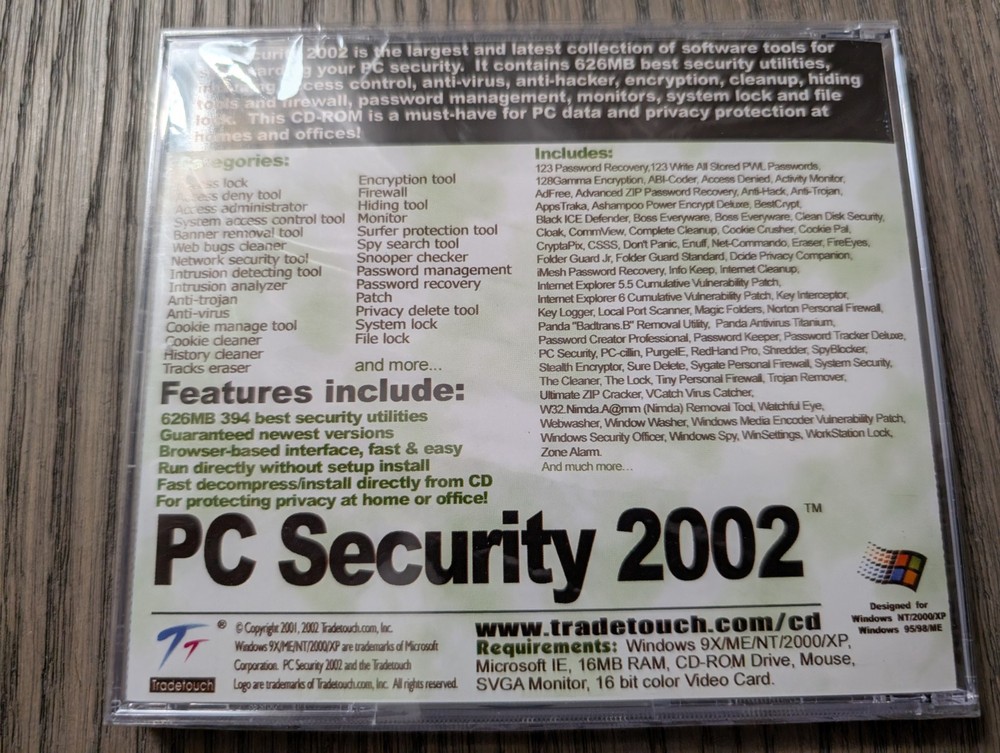 2002 is the largest and latest collection of software tools for
your PC security. It contains 626MB best security utilities,
access control, anti-virus, anti-hacker, encryption, cleanup, hiding
tools and firewall, password management, monitors, system lock and file
lock. This CD-ROM is a must-have for PC data and privacy protection at
homes and offices!
Categories:
Access lock
Access deny tool
Access administrator
System access control tool
Banner removal tool
Web bugs cleaner
Network security tool
Intrusion detecting tool
Intrusion analyzer
Anti-trojan
Anti-virus
Cookie manage tool
Cookie cleaner
History cleaner
Tracks eraser
Encryption tool
Firewall
Hiding tool
Monitor
Surfer protection tool
Spy search tool
Snooper checker
Password management
Password recovery
Patch
Privacy delete tool
System lock
File lock
and more...
Features include:
626MB 394 best security utilities
Guaranteed newest versions
Browser-based interface, fast & easy
Run directly without setup install
Fast decompress/install directly from CD
For protecting privacy at home or office!
Includes:
123 Password Recovery,123 Write All Stored PWL Passwords,
128Gamma Encryption, ABI-Coder, Access Denied, Activity Monitor,
AdFree, Advanced ZIP Password Recovery, Anti-Hack, Anti-Trojan,
AppsTraka, Ashampoo Power Encrypt Deluxe, BestCrypt,
Black ICE Defender, Boss Everyware, Boss Everyware, Clean Disk Security,
Cloak, CommView, Complete Cleanup, Cookie Crusher, Cookie Pal,
CryptaPix, CSSS, Don't Panic, Enuff, Net-Commando, Eraser, FireEyes,
Folder Guard Jr, Folder Guard Standard, Dcide Privacy Companion,
iMesh Password Recovery, Info Keep, Internet Cleanup,
Internet Explorer 5.5 Cumulative Vulnerability Patch,
Internet Explorer 6 Cumulative Vulnerability Patch, Key Interceptor,
Key Logger, Local Port Scanner, Magic Folders, Norton Personal Firewall,
Panda "Badtrans.B" Removal Utility, Panda Antivirus Titanium,
Password Creator Professional, Password Keeper, Password Tracker Deluxe,
PC Security, PC-cillin, PurgeIE, RedHand Pro, Shredder, SpyBlocker,
Stealth Encryptor, Sure Delete, Sygate Personal Firewall, System Security,
The Cleaner, The Lock, Tiny Personal Firewall, Trojan Remover,
Ultimate ZIP Cracker, VCatch Virus Catcher,
W32.Nimda.A@mm (Nimda) Removal Tool, Watchful Eye,
Webwasher, Window Washer, Windows Media Encoder Vulnerability Patch,
Windows Security Officer, Windows Spy, WinSettings, WorkStation Lock,
Zone Alarm.
And much more...
PC Security 2002™
Designed for
Windows NT/2000/XP
Windows 95/98/ME
®
Tradetouch
© Copyright 2001, 2002 Tradetouch.com, Inc.
Windows 9X/ME/NT/2000/XP are trademarks of Microsoft
Corporation. PC Security 2002 and the Tradetouch
Logo are trademarks of Tradetouch.com, Inc. All rights reserved.
www.tradetouch.com/cd
Requirements: Windows 9X/ME/NT/2000/XP,
Microsoft IE, 16MB RAM, CD-ROM Drive, Mouse,
SVGA Monitor, 16 bit color Video Card.